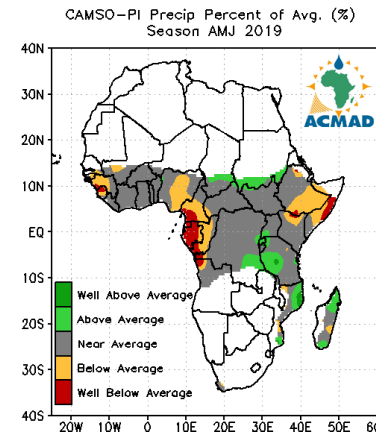 CAMSO-PI Precip Percent of Avg. (%)
Season AMJ 2019
40N
30N
20N
10N
EQ
10S
20S
30S
40S
ACMAD
Well Above Average
Above Average
Near Average
Below Average
Well Below Average
20W 10W 0 10E 20E 30E 40E 50E 60E